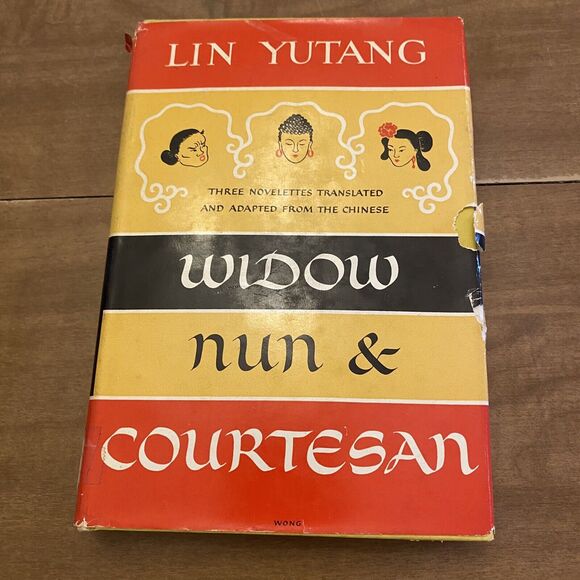 LIN YUTANG
THREE NOVELETTES TRANSLATED
AND ADAPTED FROM THE CHINESE
WIDOW
nun &
COURTESAN
WONG